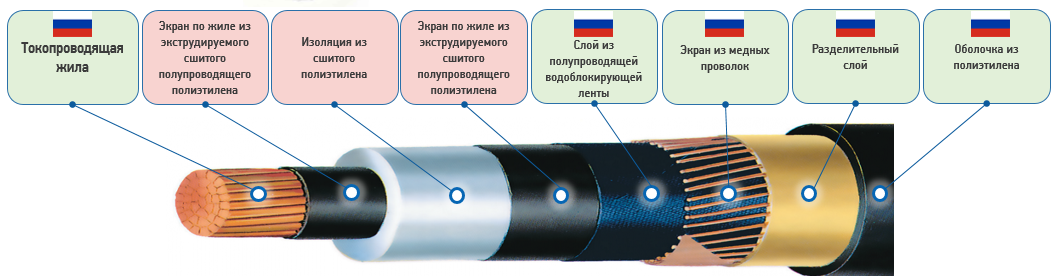 Токопроводящая
жила
Экран по жиле из
экструдируемого
сшитого
полупроводящего
полиэтилена
Изоляция из
сшитого
полиэтилена
Экран по жиле из
экструдируемого
сшитого
полупроводящего
полиэтилена
Слой из
полупроводящей
водоблокирующей
ленты
Экран из медных
проволок
Разделительный
слой
Оболочка из
полиэтилена